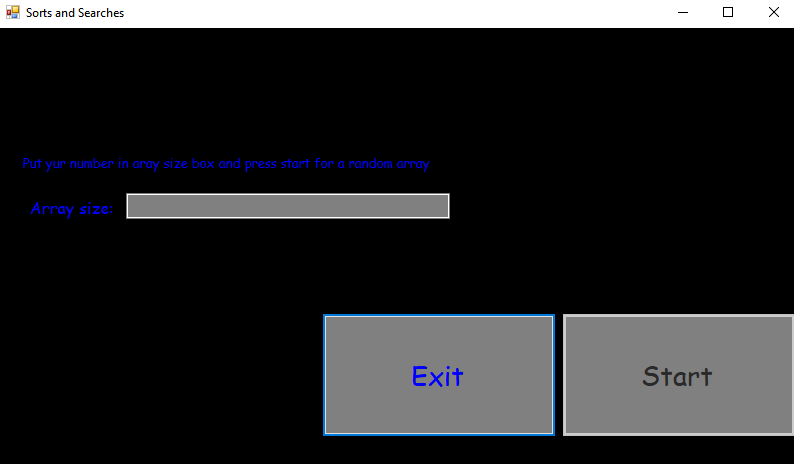 Sorts and Searches
Put yur number in aray size box and press start for a random array
Array size:
Exit
Start